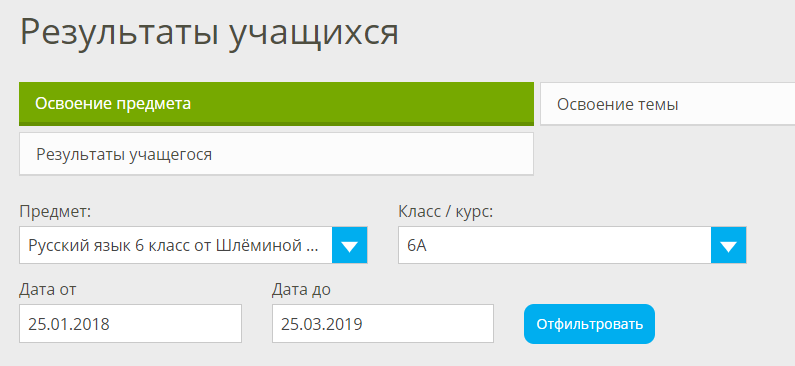 Результаты учащихся
Освоение предмета
Освоение темы
Результаты учащегося
Предмет:
Класс / курс:
Русский язык 6 класс от Шлёминой ...
6А
Дата от
Дата до
25.01.2018
25.03.2019
Отфильтровать